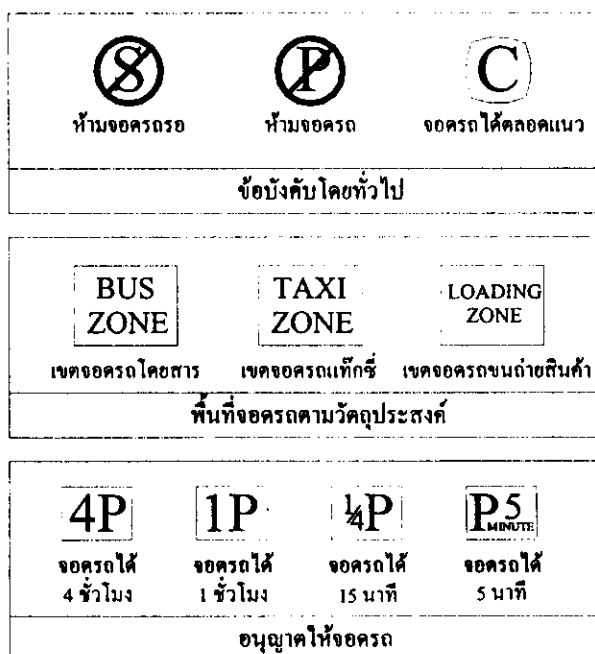 S P C
ห้ามจอดรถรอ ห้ามจอดรถ จอดรถได้ตลอดแนว
ข้อบังคับโดยทั่วไป
BUS ZONE TAXI ZONE LOADING ZONE
เขตจอดรถโดยสาร เขตจอดรถแท๊กซี่ เขตจอดรถขนถ่ายสินค้า
พื้นที่จอดรถตามวัตถุประสงค์
4P 1P ¼P P5 MINUTE
จอดรถได้ จอดรถได้ จอดรถได้ จอดรถได้
4 ชั่วโมง 1 ชั่วโมง 15 นาที 5 นาที
อนุญาตให้จอดรถ